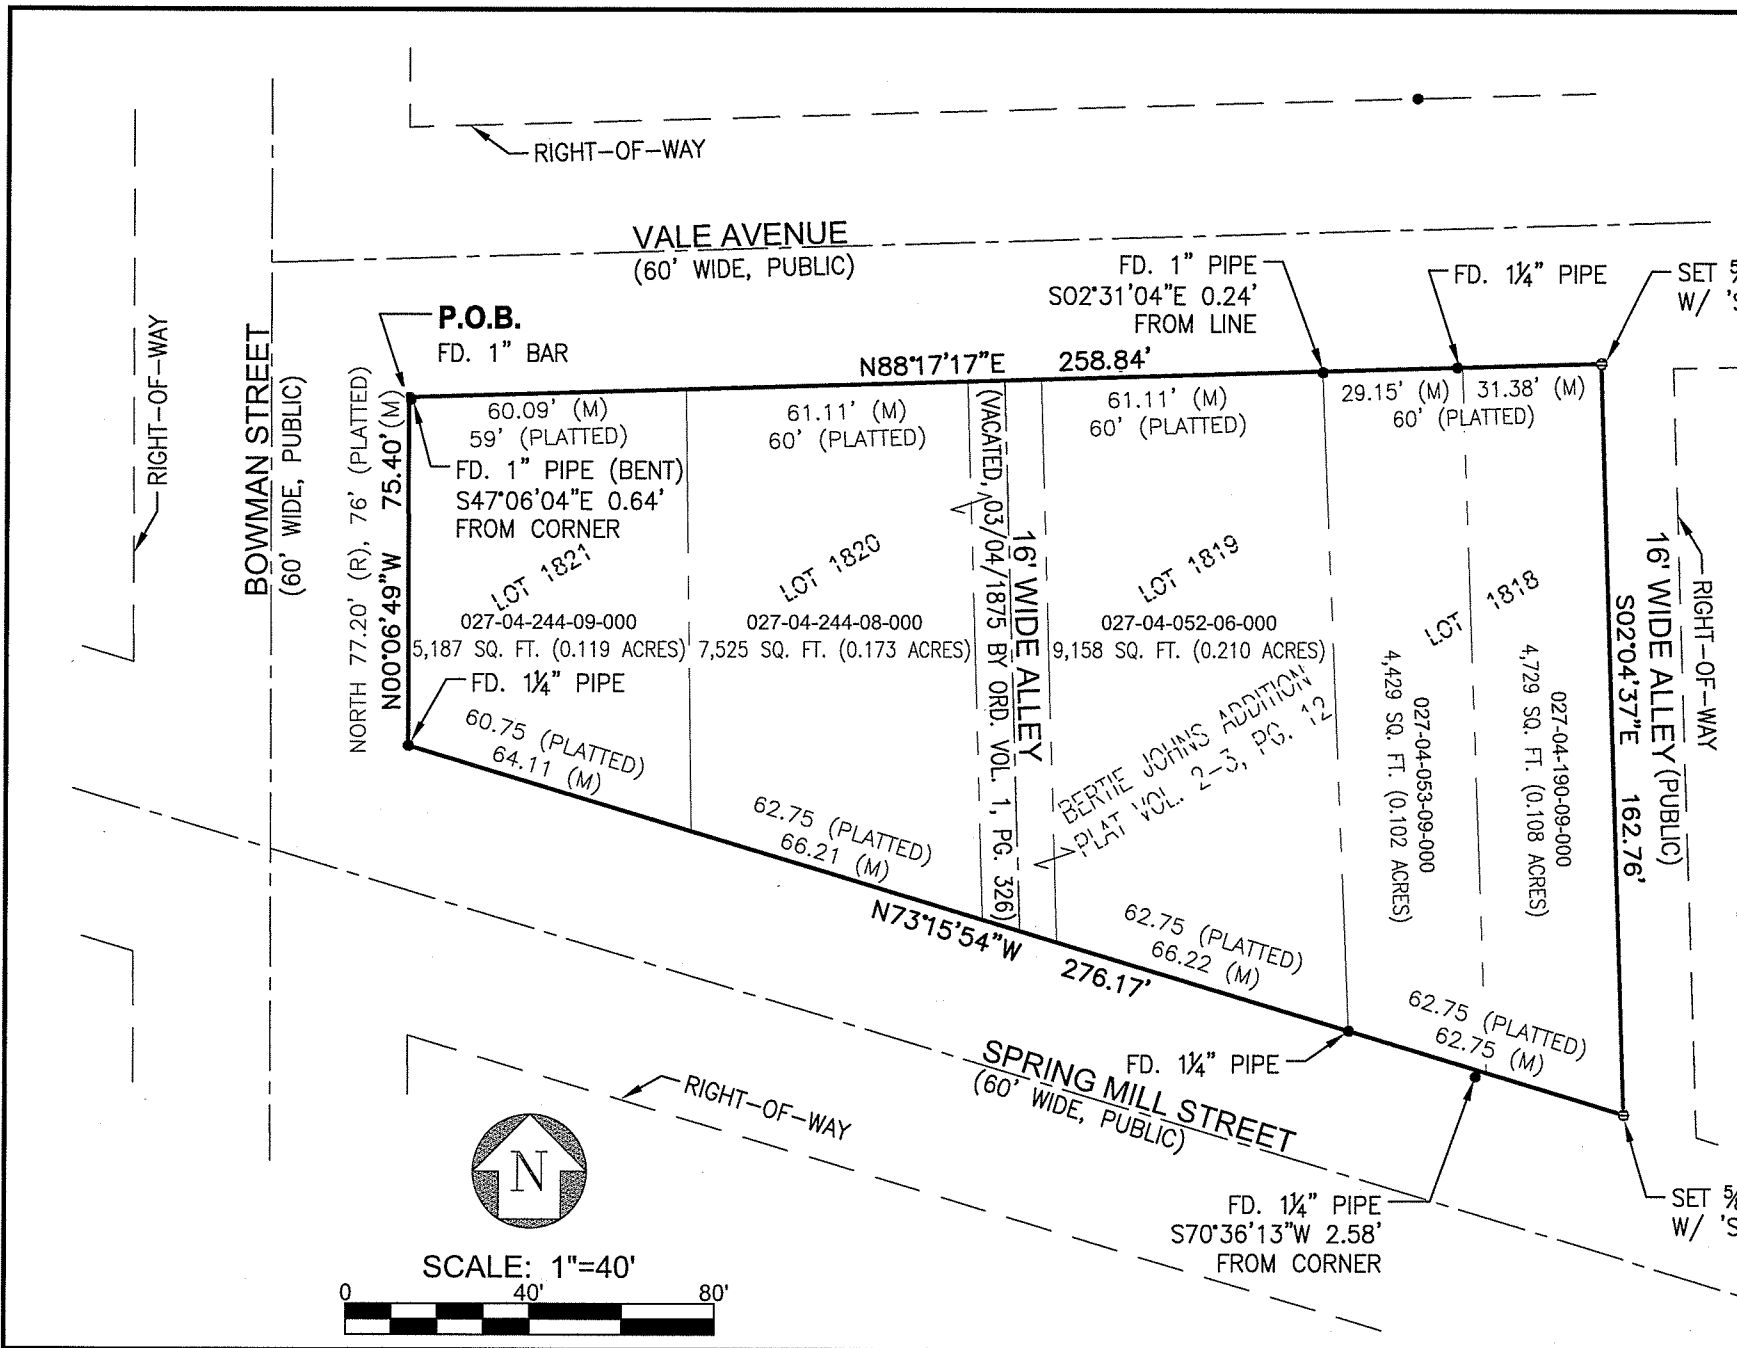 RIGHT-OF-WAY
VALE AVENUE
(60' WIDE, PUBLIC)
FD. 1" PIPE
S02°31'04"E 0.24'
FROM LINE
FD. 1¼" PIPE
SET
W/
P.O.B.
FD. 1" BAR
N88°17'17"E 258.84'
RIGHT-OF-WAY
BOWMAN STREET
(60' WIDE, PUBLIC)
NORTH 77.20' (R), 76' (PLATTED)
N00°06'49"W 75.40' (M)
60.09' (M)
59' (PLATTED)
61.11' (M)
60' (PLATTED)
61.11' (M)
60' (PLATTED)
29.15' (M)
31.38' (M)
60' (PLATTED)
FD. 1" PIPE (BENT)
S47°06'04"E 0.64'
FROM CORNER
(VACATED, 03/04/1875 BY ORD. VOL. 1, PG. 326)
16' WIDE ALLEY
LOT 1821
027-04-244-09-000
5,187 SQ. FT. (0.119 ACRES)
LOT 1820
027-04-244-08-000
7,525 SQ. FT. (0.173 ACRES)
LOT 1819
027-04-052-06-000
9,158 SQ. FT. (0.210 ACRES)
LOT 1818
027-04-053-09-000
4,429 SQ. FT. (0.102 ACRES)
027-04-190-09-000
4,729 SQ. FT. (0.108 ACRES)
16' WIDE ALLEY (PUBLIC)
S02°04'37"E 162.76'
RIGHT-OF-WAY
BERTIE JOHNS ADDITION
PLAT VOL. 2-3, PG. 12
FD. 1¼" PIPE
60.75 (PLATTED)
64.11 (M)
62.75 (PLATTED)
66.21 (M)
N73°15'54"W 276.17'
62.75 (PLATTED)
66.22 (M)
62.75 (PLATTED)
62.75 (M)
FD. 1¼" PIPE
SPRING MILL STREET
(60' WIDE, PUBLIC)
RIGHT-OF-WAY
FD. 1¼" PIPE
S70°36'13"W 2.58'
FROM CORNER
SET
W/
N
SCALE: 1"=40'
0 40' 80'